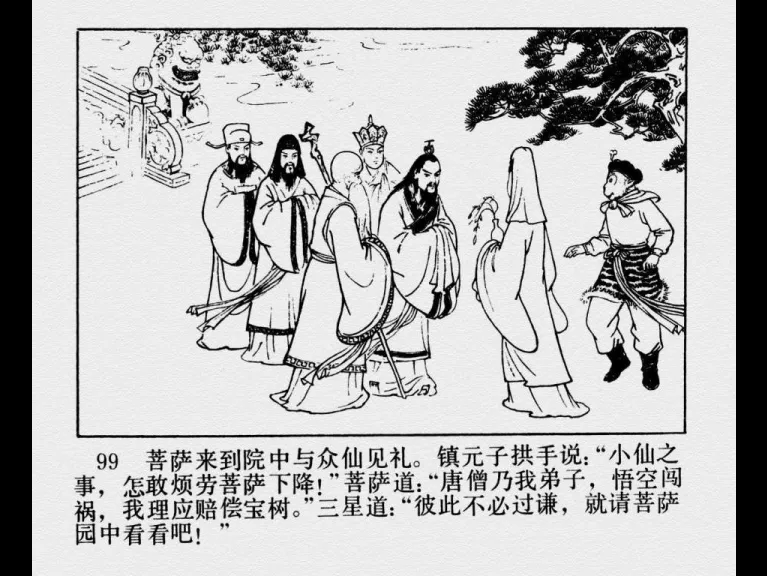 99 菩萨来到院中与众仙见礼。镇元子拱手说:“小仙之
事,怎敢烦劳菩萨下降!”菩萨道:“唐僧乃我弟子,悟空闯
祸,我理应赔偿宝树。”三星道:“彼此不必过谦,就请菩萨
园中看看吧!”